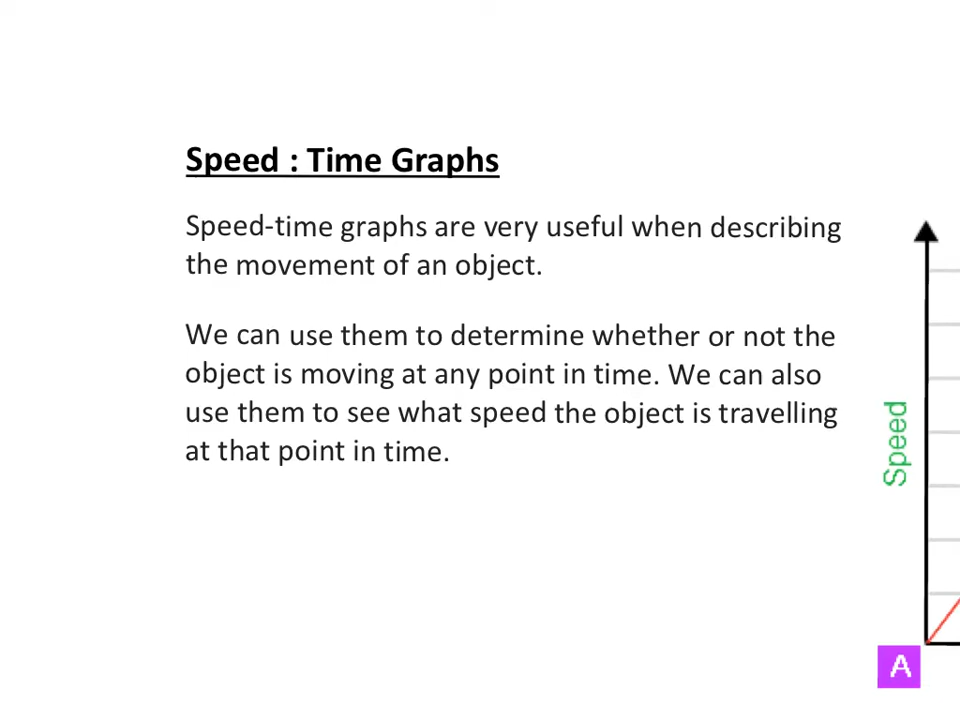 Speed : Time Graphs
Speed-time graphs are very useful when describing
the movement of an object.
We can use them to determine whether or not the
object is moving at any point in time. We can also
use them to see what speed the object is travelling
at that point in time.
Speed
A